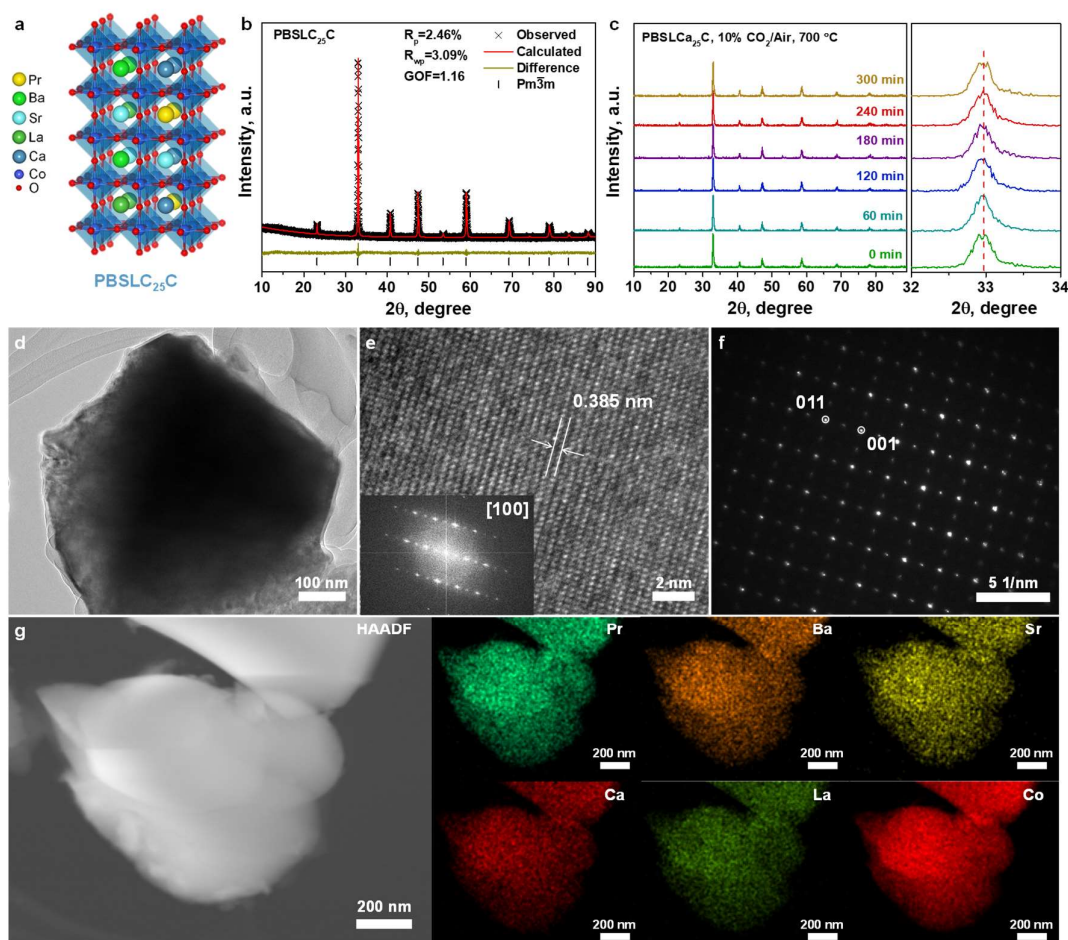 a
Pr
Ba
Sr
La
Ca
Co
O
PBSLC₂₅C
b
PBSLC₂₅C
Rₚ=2.46%
R_wp=3.09%
GOF=1.16
Observed
Calculated
Difference
Pm3̅m
Intensity, a.u.
10 20 30 40 50 60 70 80 90
2θ, degree
c
PBSLCa₂₅C, 10% CO₂/Air, 700 °C
300 min
240 min
180 min
120 min
60 min
0 min
Intensity, a.u.
10 20 30 40 50 60 70 80 90
2θ, degree
32 33 34
2θ, degree
d
100 nm
e
0.385 nm
[100]
2 nm
f
011
001
5 1/nm
g
HAADF
200 nm
Pr
200 nm
Ba
200 nm
Sr
200 nm
Ca
200 nm
La
200 nm
Co
200 nm